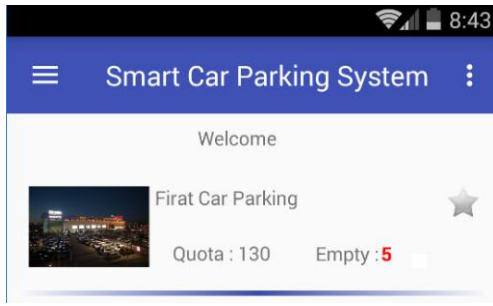 8:43
Smart Car Parking System
Welcome
Firat Car Parking
Quota : 130 Empty : 5